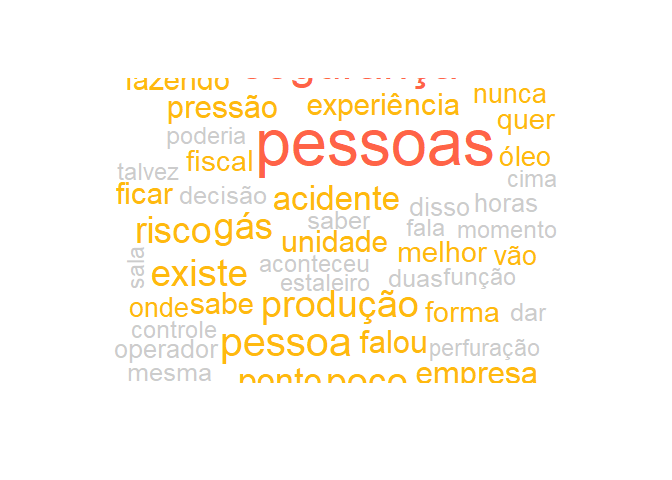 fazendo segurança
pressão experiência nunca
quer
poderia pessoas
fiscal óleo
talvez cima
ficar decisão acidente disso horas
risco gás saber fala momento
unidade melhor vão
sala existe aconteceu
estaleiro duas função
onde sabe produção forma dar
controle
operador pessoa falou perfuração
mesma ponto poço empresa